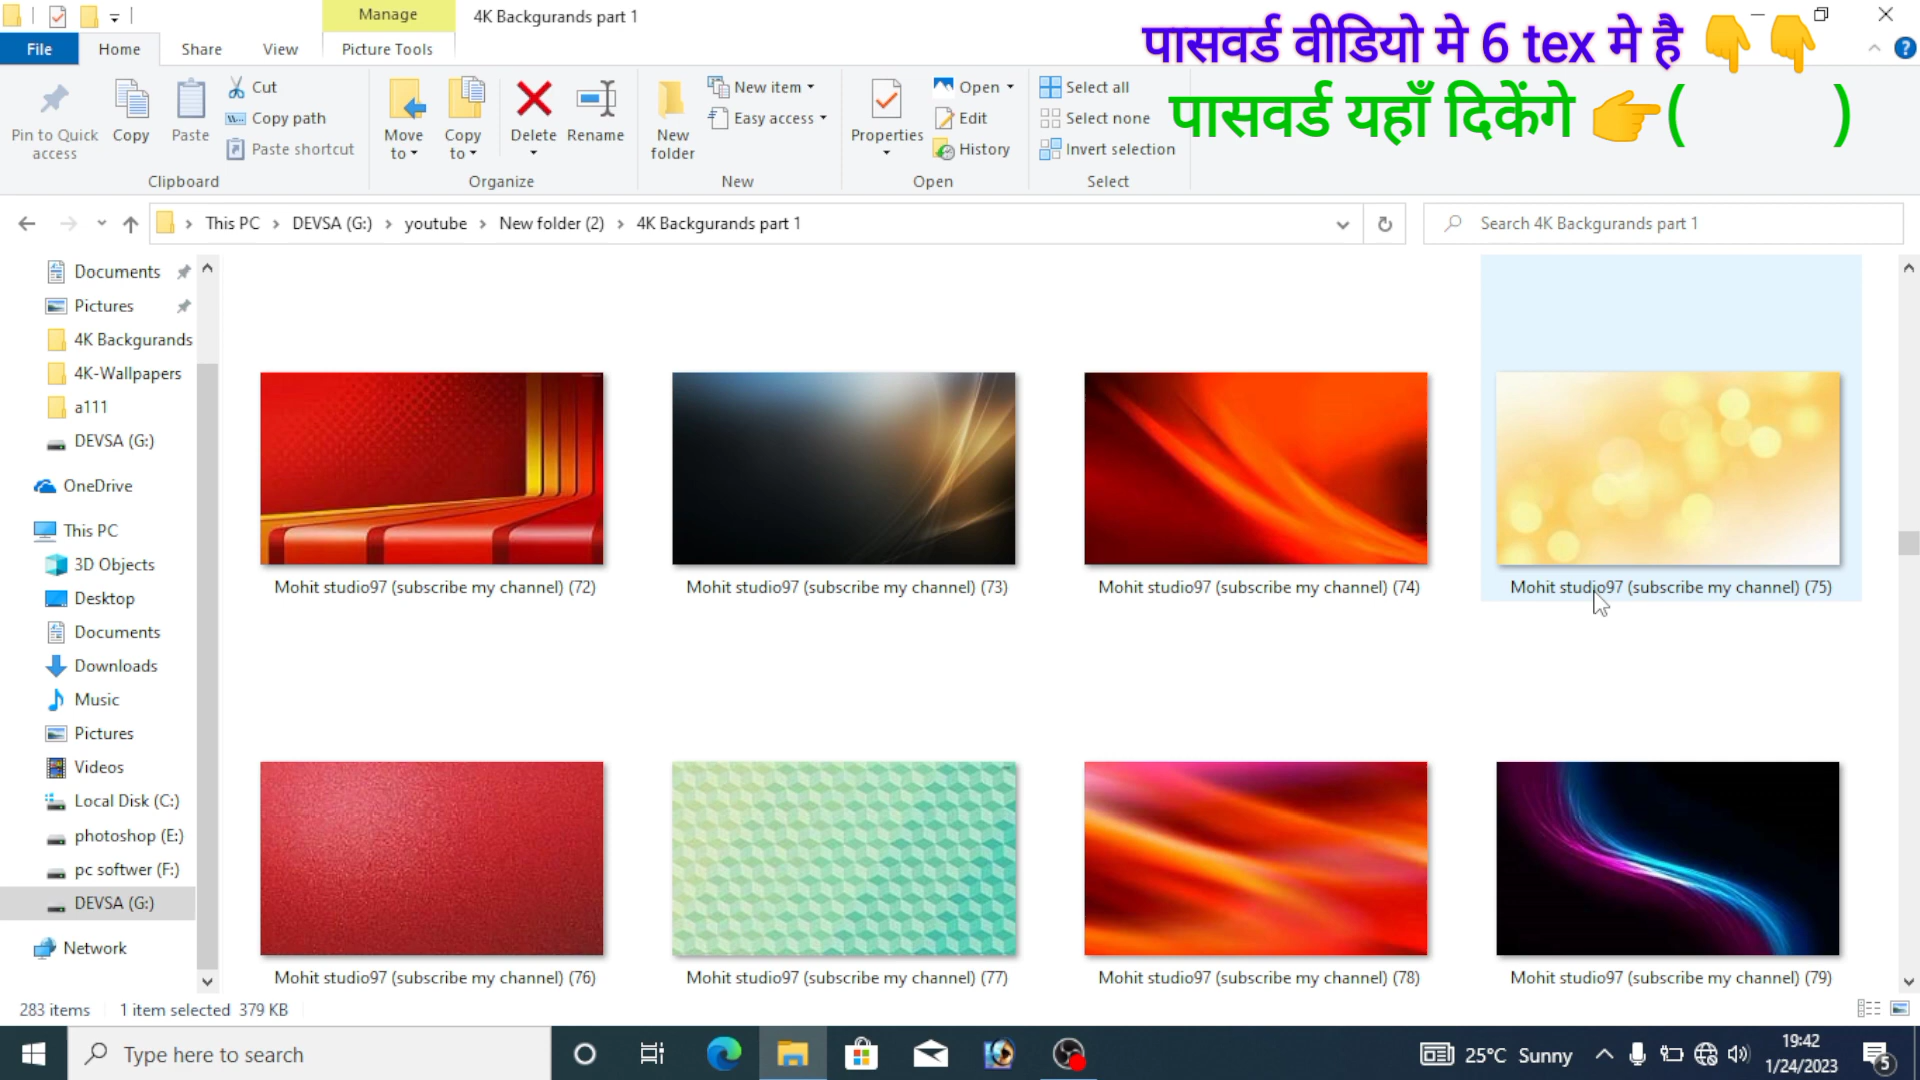 Manage
4K Backgurands part 1
पासवर्ड वीडियो मे 6 tex मे है 👇👇
File
Home
Share
View
Picture Tools
पासवर्ड यहाँ दिकेंगे 👉( )
Pin to Quick access
Copy
Paste
Cut
Copy path
Paste shortcut
Move to
Copy to
Delete
Rename
New folder
New item
Easy access
Properties
Open
Edit
History
Select all
Select none
Invert selection
Clipboard
Organize
New
Open
Select
This PC > DEVSA (G:) > youtube > New folder (2) > 4K Backgurands part 1
Search 4K Backgurands part 1
Documents
Pictures
4K Backgurands
4K-Wallpapers
a111
DEVSA (G:)
OneDrive
This PC
3D Objects
Desktop
Documents
Downloads
Music
Pictures
Videos
Local Disk (C:)
photoshop (E:)
pc softwer (F:)
DEVSA (G:)
Network
Mohit studio97 (subscribe my channel) (72)
Mohit studio97 (subscribe my channel) (73)
Mohit studio97 (subscribe my channel) (74)
Mohit studio97 (subscribe my channel) (75)
Mohit studio97 (subscribe my channel) (76)
Mohit studio97 (subscribe my channel) (77)
Mohit studio97 (subscribe my channel) (78)
Mohit studio97 (subscribe my channel) (79)
283 items
1 item selected 379 KB
Type here to search
25°C Sunny
19:42
1/24/2023
5